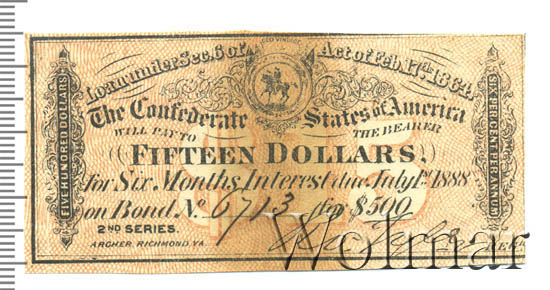 Loan under Sec. 6 of Act of Feb. 17th 1864.
The Confederate States of America
WILL PAY TO THE BEARER
FIFTEEN DOLLARS,
For Six Months Interest due July 1st 1888
on Bond No 6713 for $500
2ND SERIES.
ARCHER, RICHMOND, VA.
FIVE HUNDRED DOLLARS
SIX PER CENT PER ANNUM
Wolmar